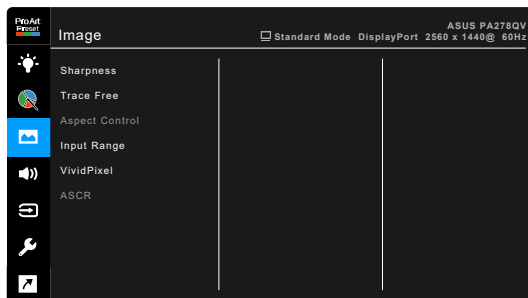 ProArt
Preset
Image
ASUS PA278QV
Standard Mode DisplayPort 2560 x 1440@ 60Hz
Sharpness
Trace Free
Aspect Control
Input Range
VividPixel
ASCR